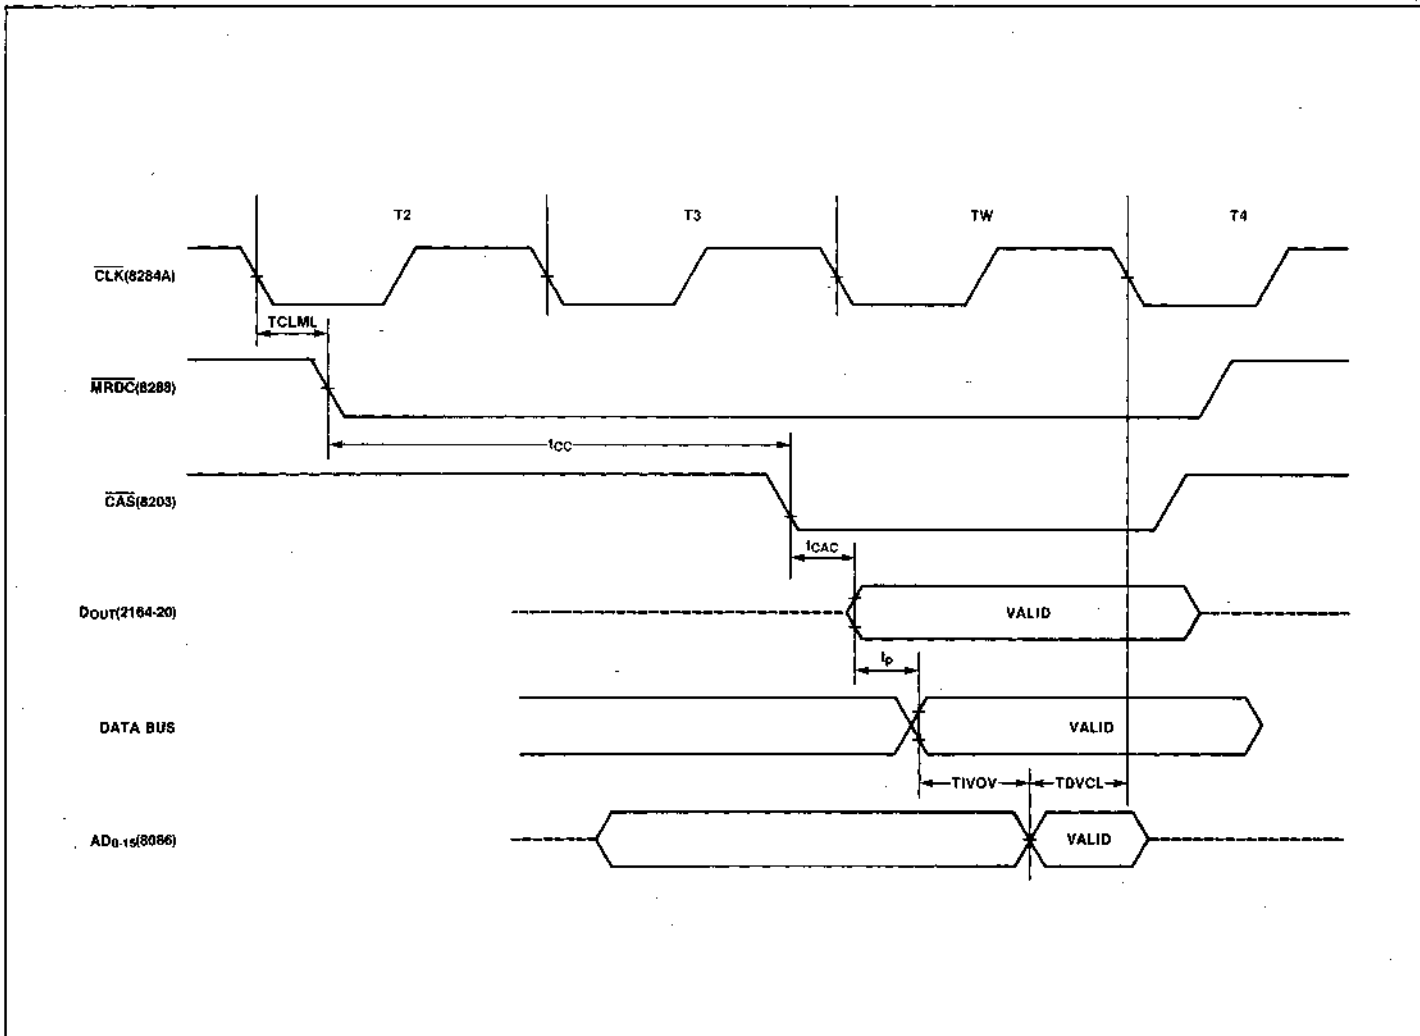 T2 T3 TW T4
CLK(8284A)
TCLML
MRDC(8288)
tCC
CAS(8203)
tCAC
DOUT(2164-20)
VALID
tp
DATA BUS
VALID
TIVOV TDVCL
AD0-15(8086)
VALID